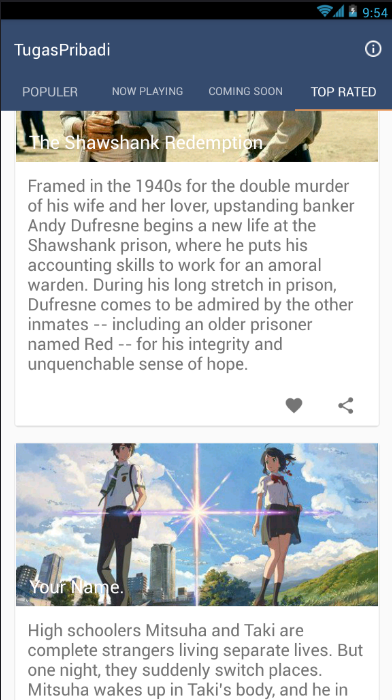 9:54
TugasPribadi
POPULER NOW PLAYING COMING SOON TOP RATED
The Shawshank Redemption
Framed in the 1940s for the double murder
of his wife and her lover, upstanding banker
Andy Dufresne begins a new life at the
Shawshank prison, where he puts his
accounting skills to work for an amoral
warden. During his long stretch in prison,
Dufresne comes to be admired by the other
inmates -- including an older prisoner
named Red -- for his integrity and
unquenchable sense of hope.
Your Name.
High schoolers Mitsuha and Taki are
complete strangers living separate lives. But
one night, they suddenly switch places.
Mitsuha wakes up in Taki's body, and he in